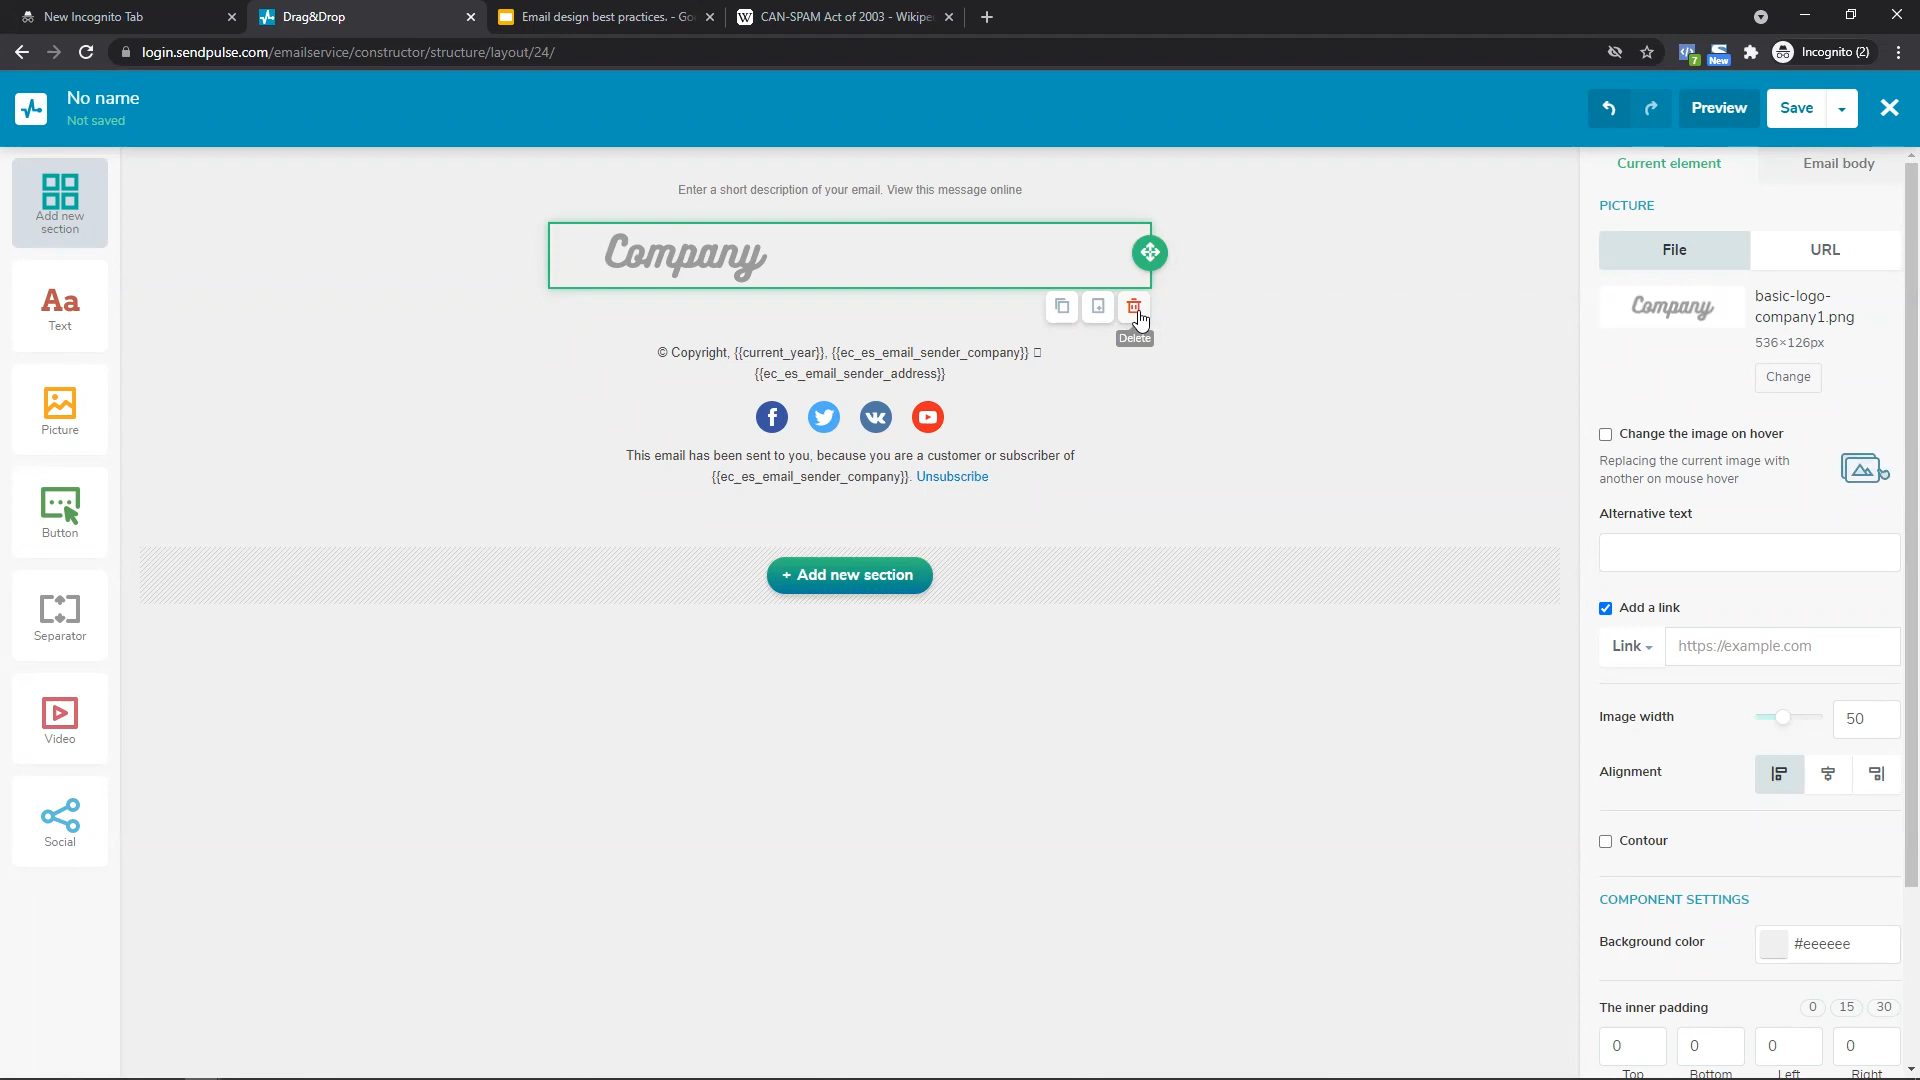 New Incognito Tab
Drag&Drop
Email design best practices. - Go
CAN-SPAM Act of 2003 - Wikipe
login.sendpulse.com/emailservice/constructor/structure/layout/24/
7
New
Incognito (2)
No name
Not saved
Preview
Save
Add new
section
Aa
Text
Picture
Button
Separator
Video
Social
Enter a short description of your email. View this message online
Company
Delete
© Copyright, {{current_year}}, {{ec_es_email_sender_company}}
{{ec_es_email_sender_address}}
This email has been sent to you, because you are a customer or subscriber of
{{ec_es_email_sender_company}}. Unsubscribe
+ Add new section
Current element
Email body
PICTURE
File
URL
Company
basic-logo-
company1.png
536×126px
Change
Change the image on hover
Replacing the current image with
another on mouse hover
Alternative text
Add a link
Link
https://example.com
Image width
50
Alignment
Contour
COMPONENT SETTINGS
Background color
#eeeeee
The inner padding
0
15
30
0
0
0
0
Top
Bottom
Left
Right